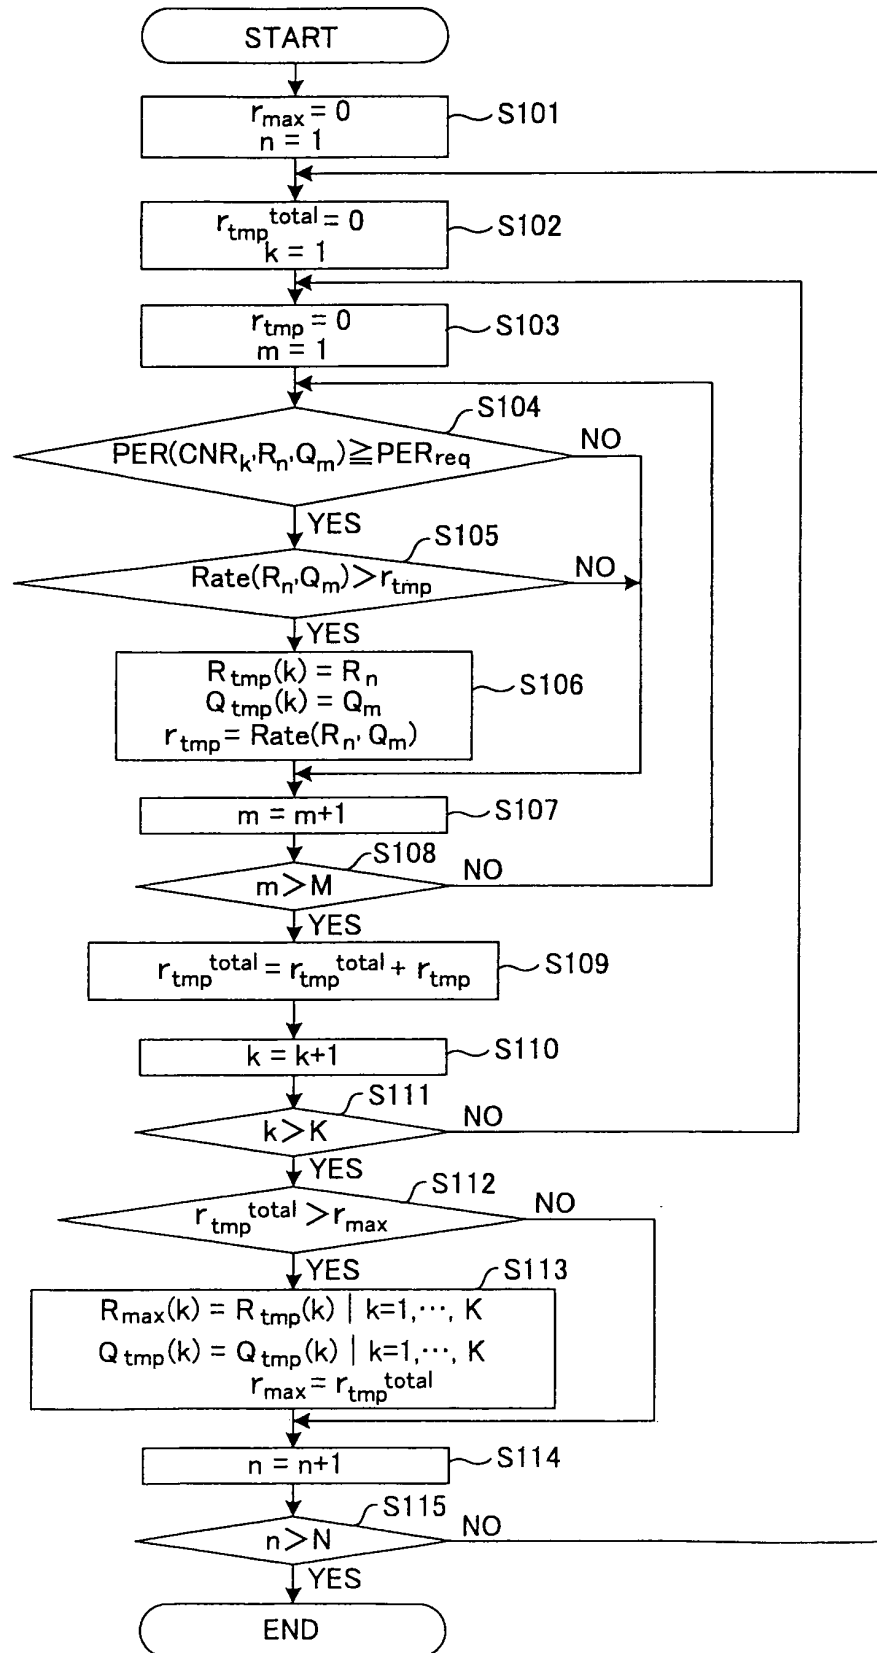 START
r_max = 0
n = 1
S101
r_tmp^total = 0
k = 1
S102
r_tmp = 0
m = 1
S103
S104
PER(CNR_k, R_n, Q_m) ≧ PER_req
NO
YES
S105
Rate(R_n, Q_m) > r_tmp
NO
YES
R_tmp(k) = R_n
Q_tmp(k) = Q_m
r_tmp = Rate(R_n, Q_m)
S106
m = m+1
S107
S108
m > M
NO
YES
r_tmp^total = r_tmp^total + r_tmp
S109
k = k+1
S110
S111
k > K
NO
YES
S112
r_tmp^total > r_max
NO
YES
S113
R_max(k) = R_tmp(k) | k=1,⋯, K
Q_tmp(k) = Q_tmp(k) | k=1,⋯, K
r_max = r_tmp^total
n = n+1
S114
S115
n > N
NO
YES
END